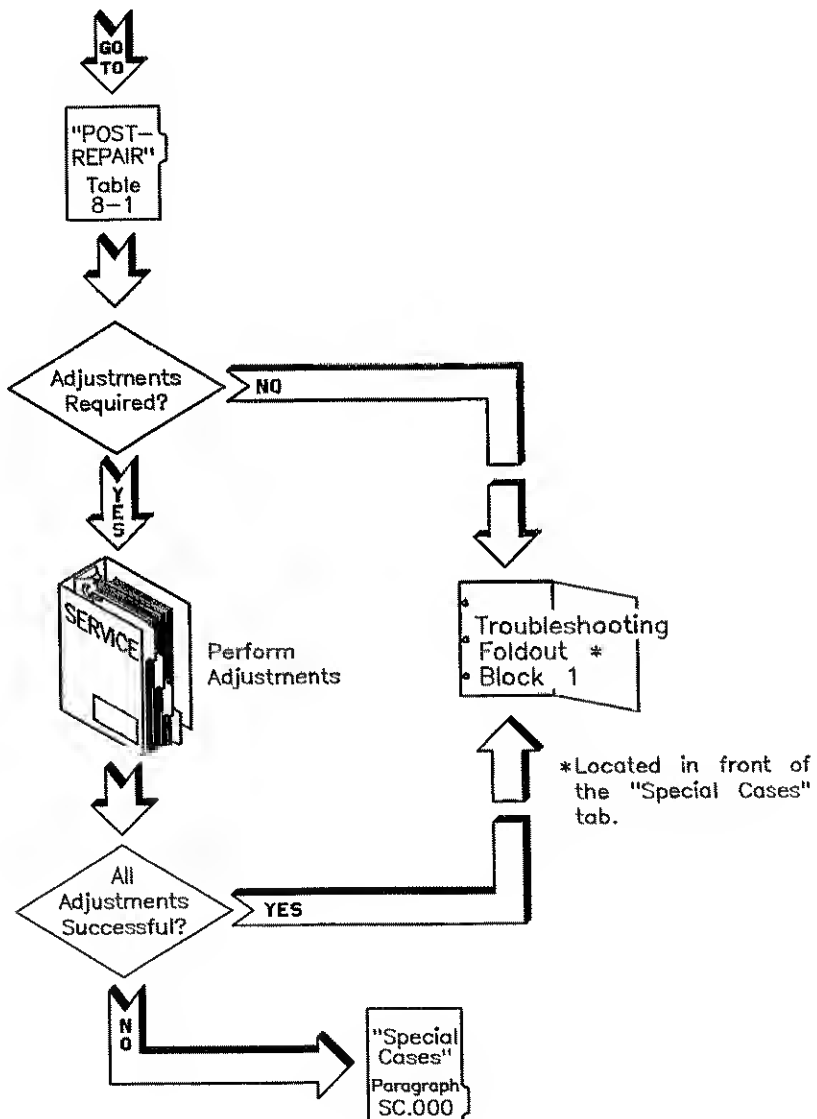 GO
TO
"POST-
REPAIR"
Table
8-1
Adjustments
Required?
NO
YES
SERVICE
Perform
Adjustments
Troubleshooting
Foldout *
Block 1
*Located in front of
the "Special Cases"
tab.
All
Adjustments
Successful?
YES
NO
"Special
Cases"
Paragraph
SC.000